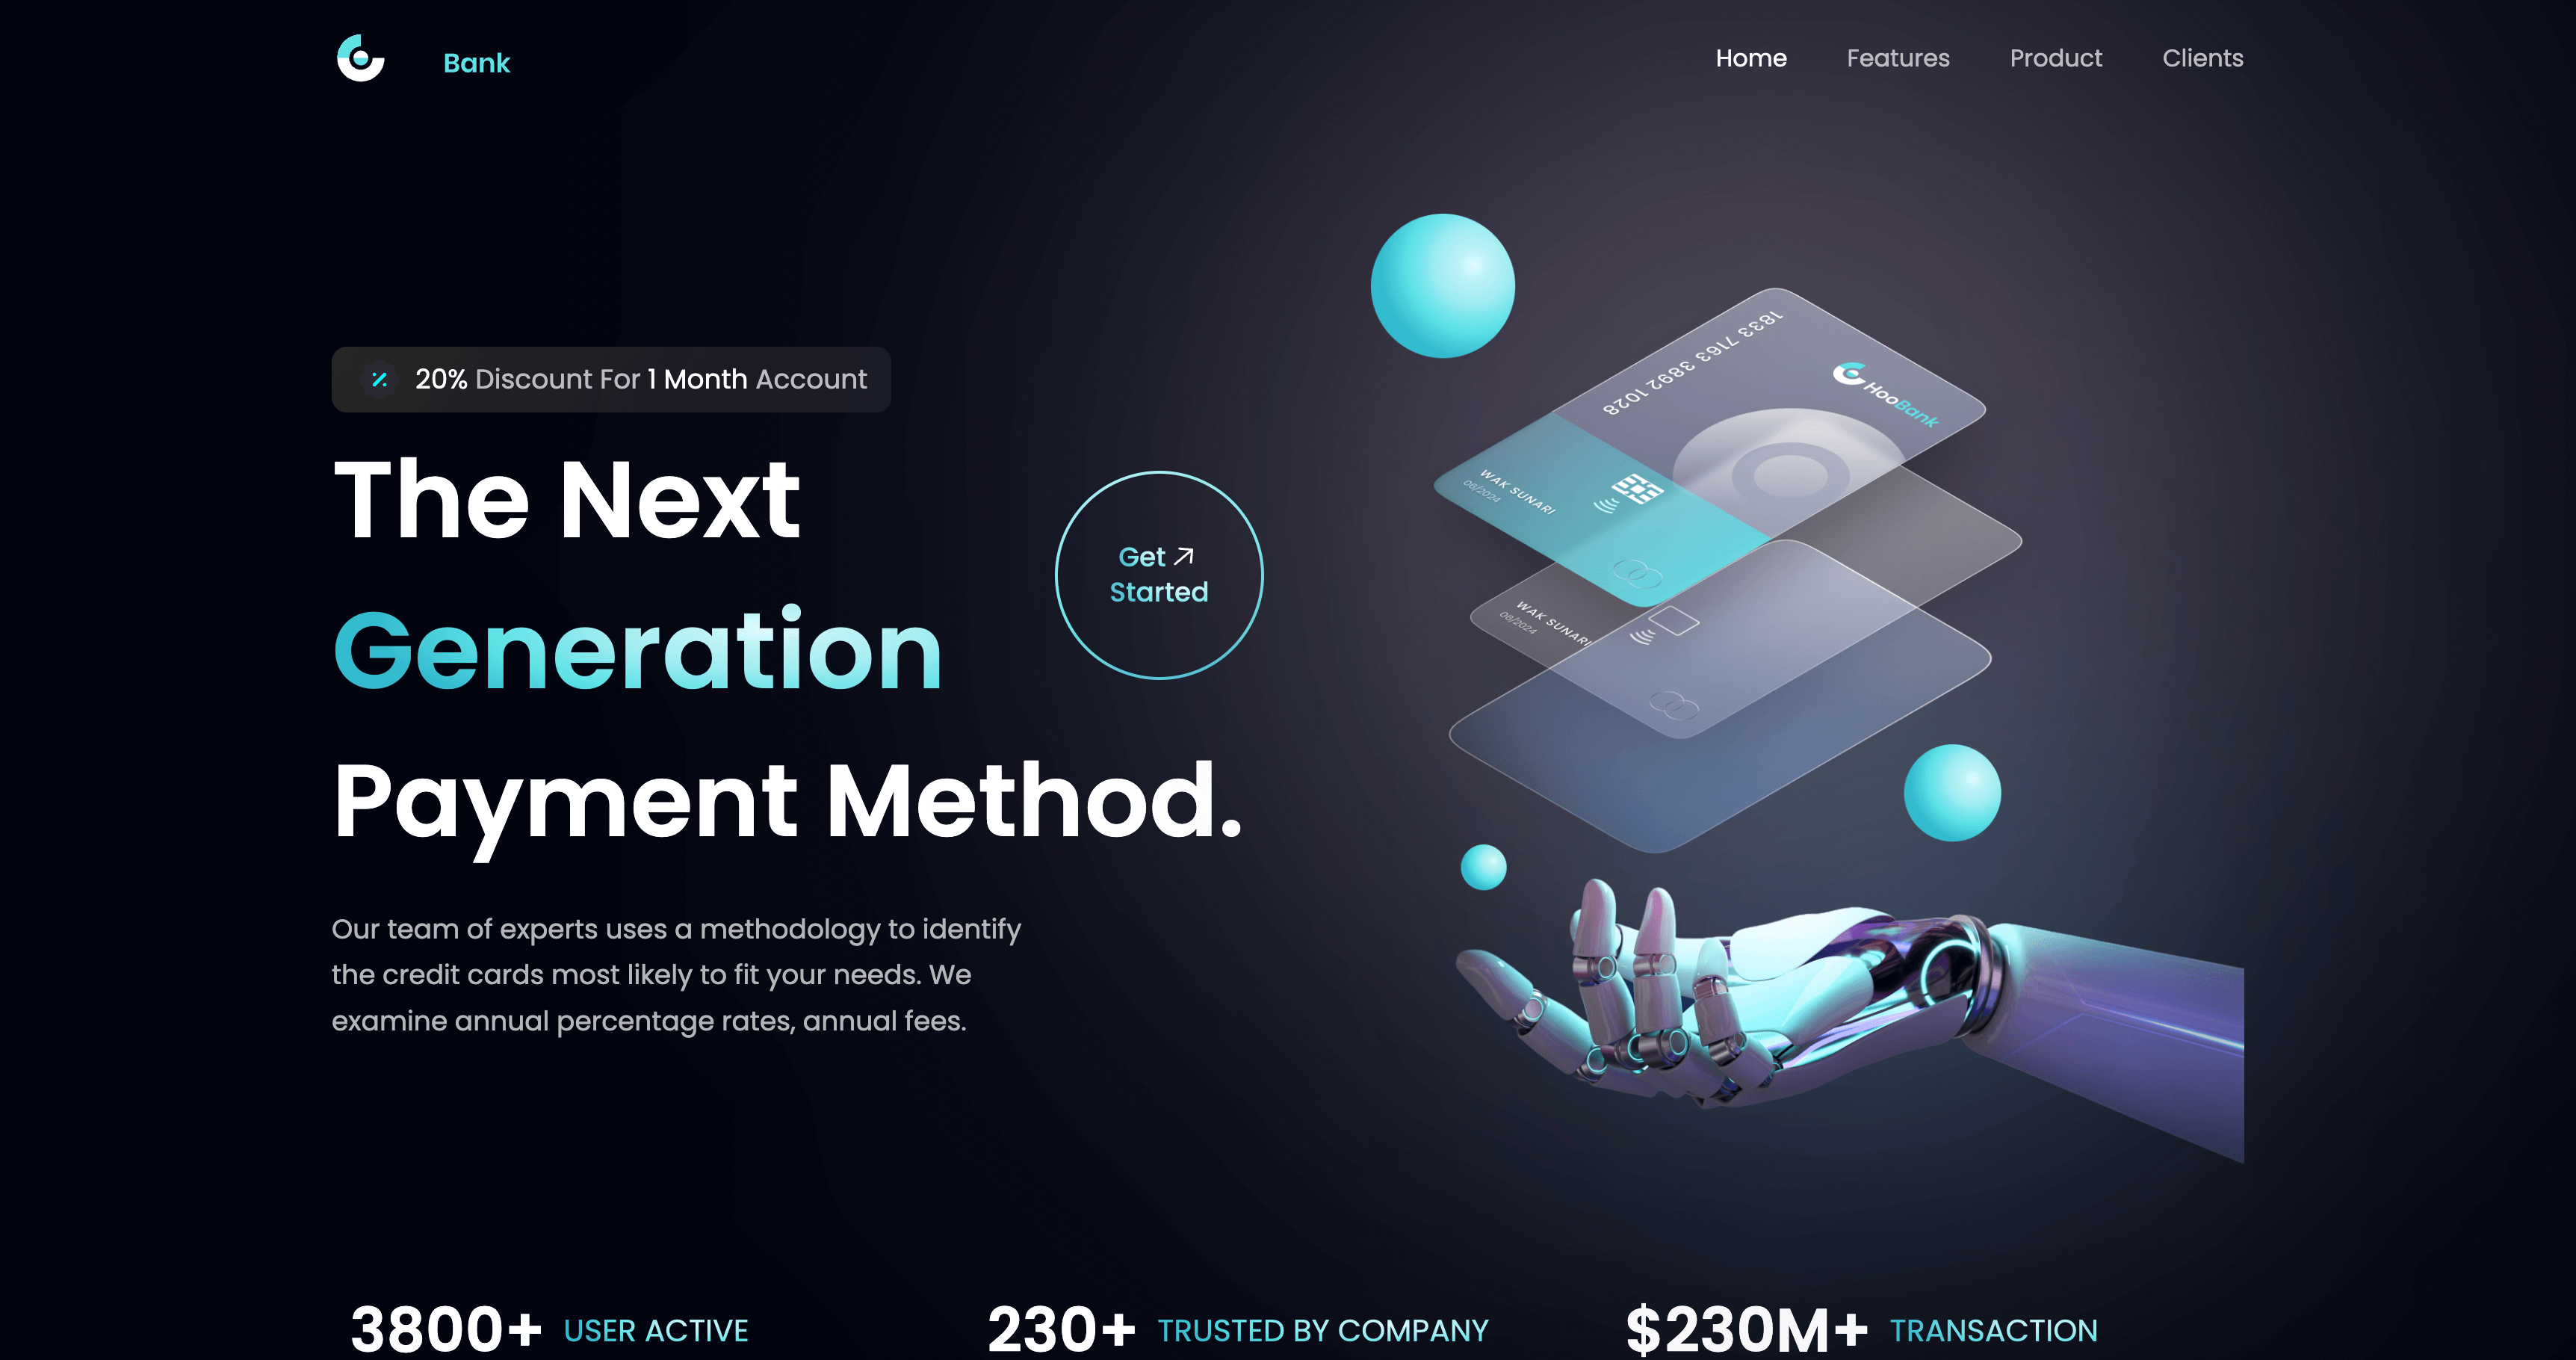 Bank
Home Features Product Clients
20% Discount For 1 Month Account
The Next
Generation
Payment Method.
Get
Started
Our team of experts uses a methodology to identify
the credit cards most likely to fit your needs. We
examine annual percentage rates, annual fees.
1833 7163 3892 1028
HooBank
WAK SUNARI
08/2024
WAK SUNARI
08/2024
3800+ USER ACTIVE
230+ TRUSTED BY COMPANY
$230M+ TRANSACTION